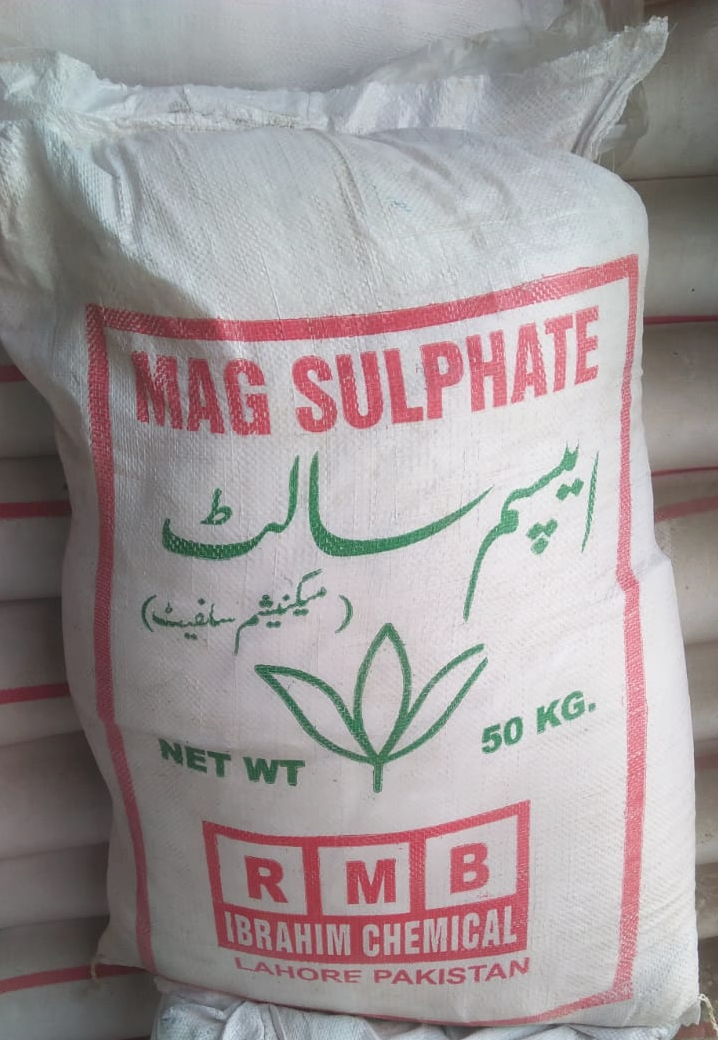 MAG SULPHATE
ایپسم سالٹ
(میگنیشم سلفیٹ)
NET WT 50 KG.
R M B
IBRAHIM CHEMICAL
LAHORE PAKISTAN